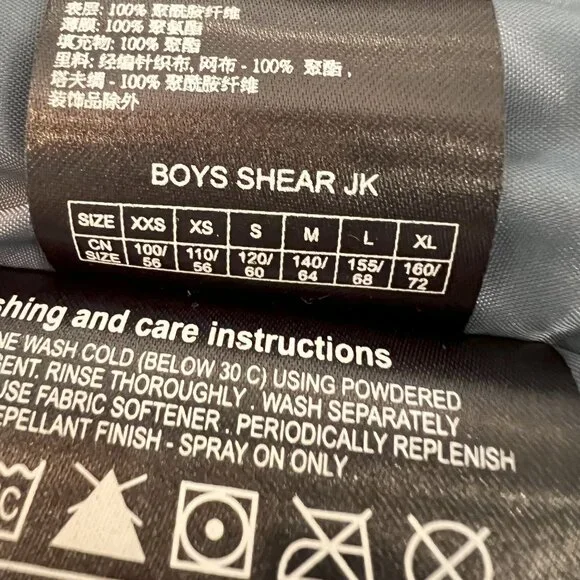 表层: 100% 聚酰胺纤维
薄膜: 100% 聚氨酯
填充物: 100% 聚酯
里料: 经编针织布, 网布 - 100% 聚酯 ,
塔夫绸 - 100% 聚酰胺纤维
装饰品除外
BOYS SHEAR JK
SIZE XXS XS S M L XL
CN SIZE 100/56 110/56 120/60 140/64 155/68 160/72
shing and care instructions
NE WASH COLD (BELOW 30 C) USING POWDERED
GENT. RINSE THOROUGHLY . WASH SEPARATELY .
USE FABRIC SOFTENER . PERIODICALLY REPLENISH
EPELLANT FINISH - SPRAY ON ONLY